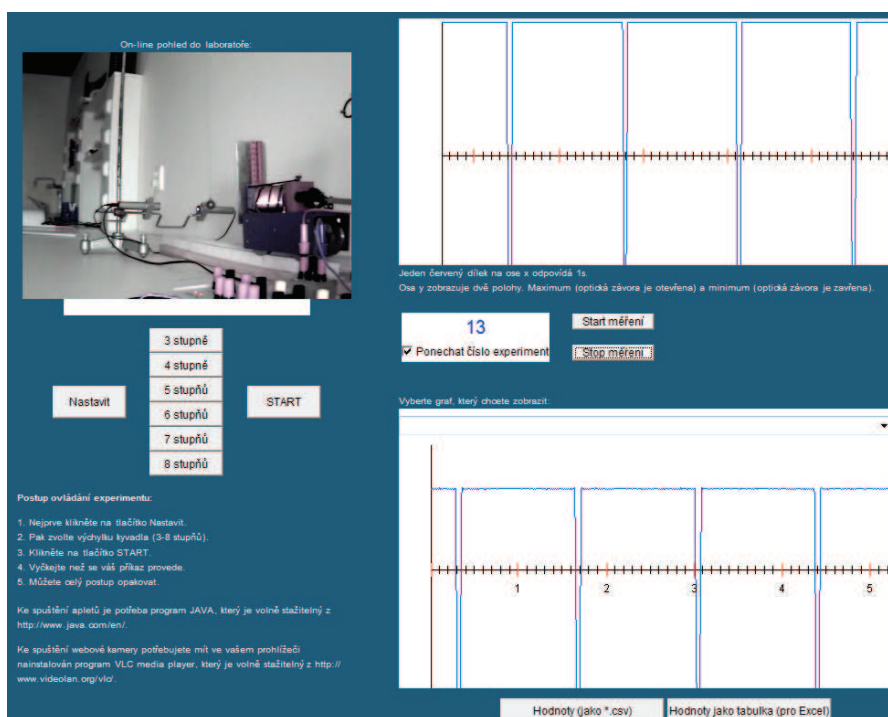 On-line pohled do laboratoře:
3 stupně
4 stupně
5 stupňů
6 stupňů
7 stupňů
8 stupňů
Nastavit
START
Postup ovládání experimentu:
1. Nejprve klikněte na tlačítko Nastavit.
2. Pak zvolte výchylku kyvadla (3-8 stupňů).
3. Klikněte na tlačítko START.
4. Vyčkejte než se váš příkaz provede.
5. Můžete celý postup opakovat.
Ke spuštění apletů je potřeba program JAVA, který je volně stažitelný z
http://www.java.com/en/.
Ke spuštění webové kamery potřebujete mít ve vašem prohlížeči
nainstalován program VLC media player, který je volně stažitelný z http://
www.videolan.org/vlc/.
Jeden červený dílek na ose x odpovídá 1s.
Osa y zobrazuje dvě polohy. Maximum (optická závora je otevřena) a minimum (optická závora je zavřena).
13
Ponechat číslo experiment
Start měření
Stop měření
Vyberte graf, který chcete zobrazit:
1 2 3 4 5
Hodnoty (jako *.csv) Hodnoty jako tabulka (pro Excel)